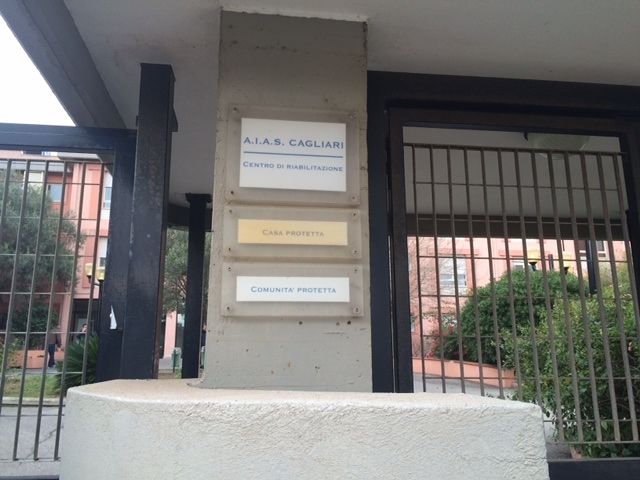 A.I.A.S. CAGLIARI
CENTRO DI RIABILITAZIONE
CASA PROTETTA
COMUNITA' PROTETTA